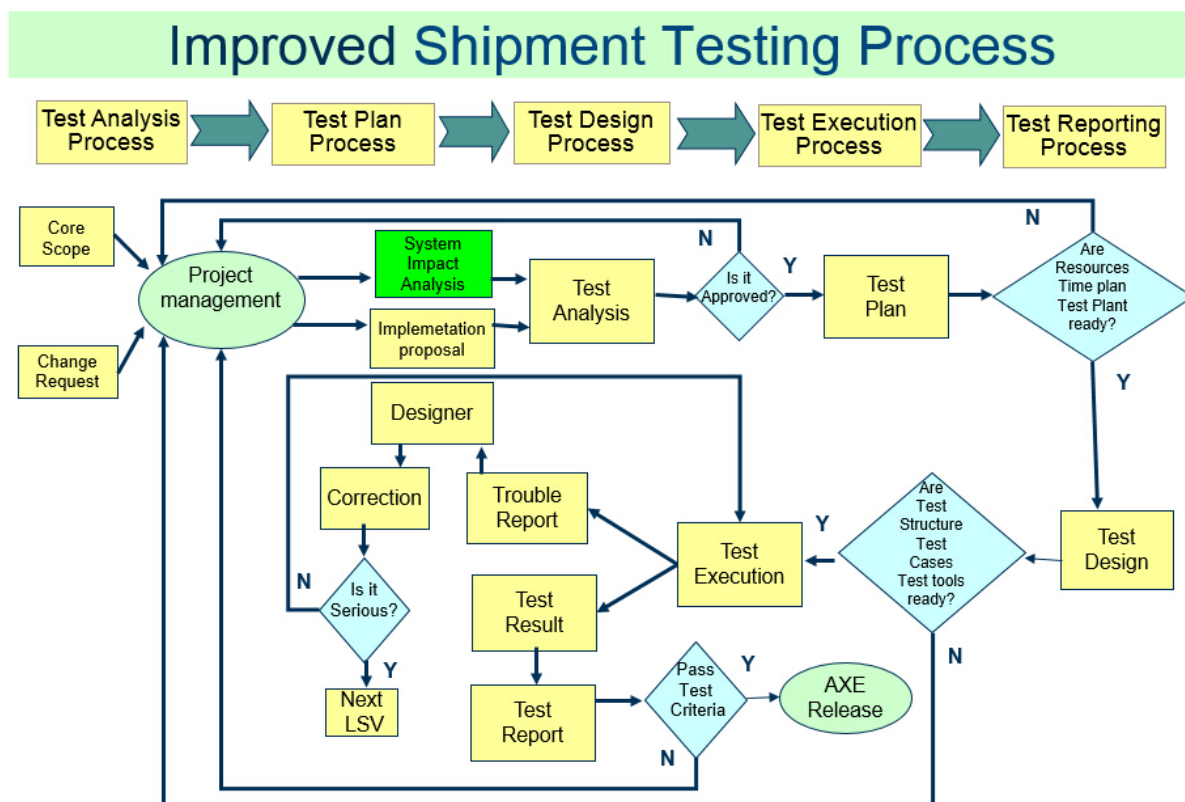 Improved Shipment Testing Process
Test Analysis
Process
Test Plan
Process
Test Design
Process
Test Execution
Process
Test Reporting
Process
Core
Scope
Change
Request
Project
management
System
Impact
Analysis
Implemetation
proposal
Test
Analysis
N
Is it
Approved?
Y
Test
Plan
N
Are
Resources
Time plan
Test Plant
ready?
Y
Designer
Correction
Trouble
Report
N
Is it
Serious?
Y
Next
LSV
Test
Execution
Y
Are
Test
Structure
Test
Cases
Test tools
ready?
N
Test
Design
Test
Result
Test
Report
Pass
Test
Criteria
Y
N
AXE
Release